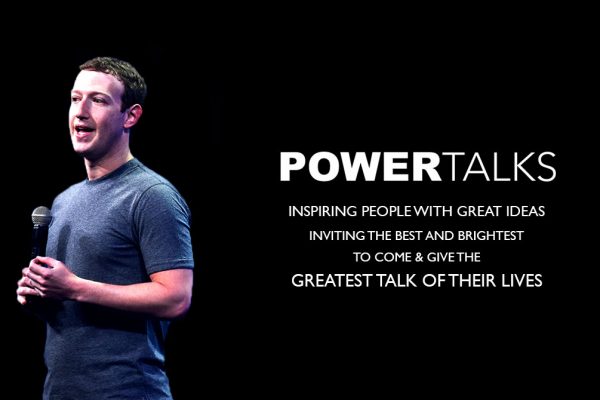 POWERTALKS
INSPIRING PEOPLE WITH GREAT IDEAS
INVITING THE BEST AND BRIGHTEST
TO COME & GIVE THE
GREATEST TALK OF THEIR LIVES